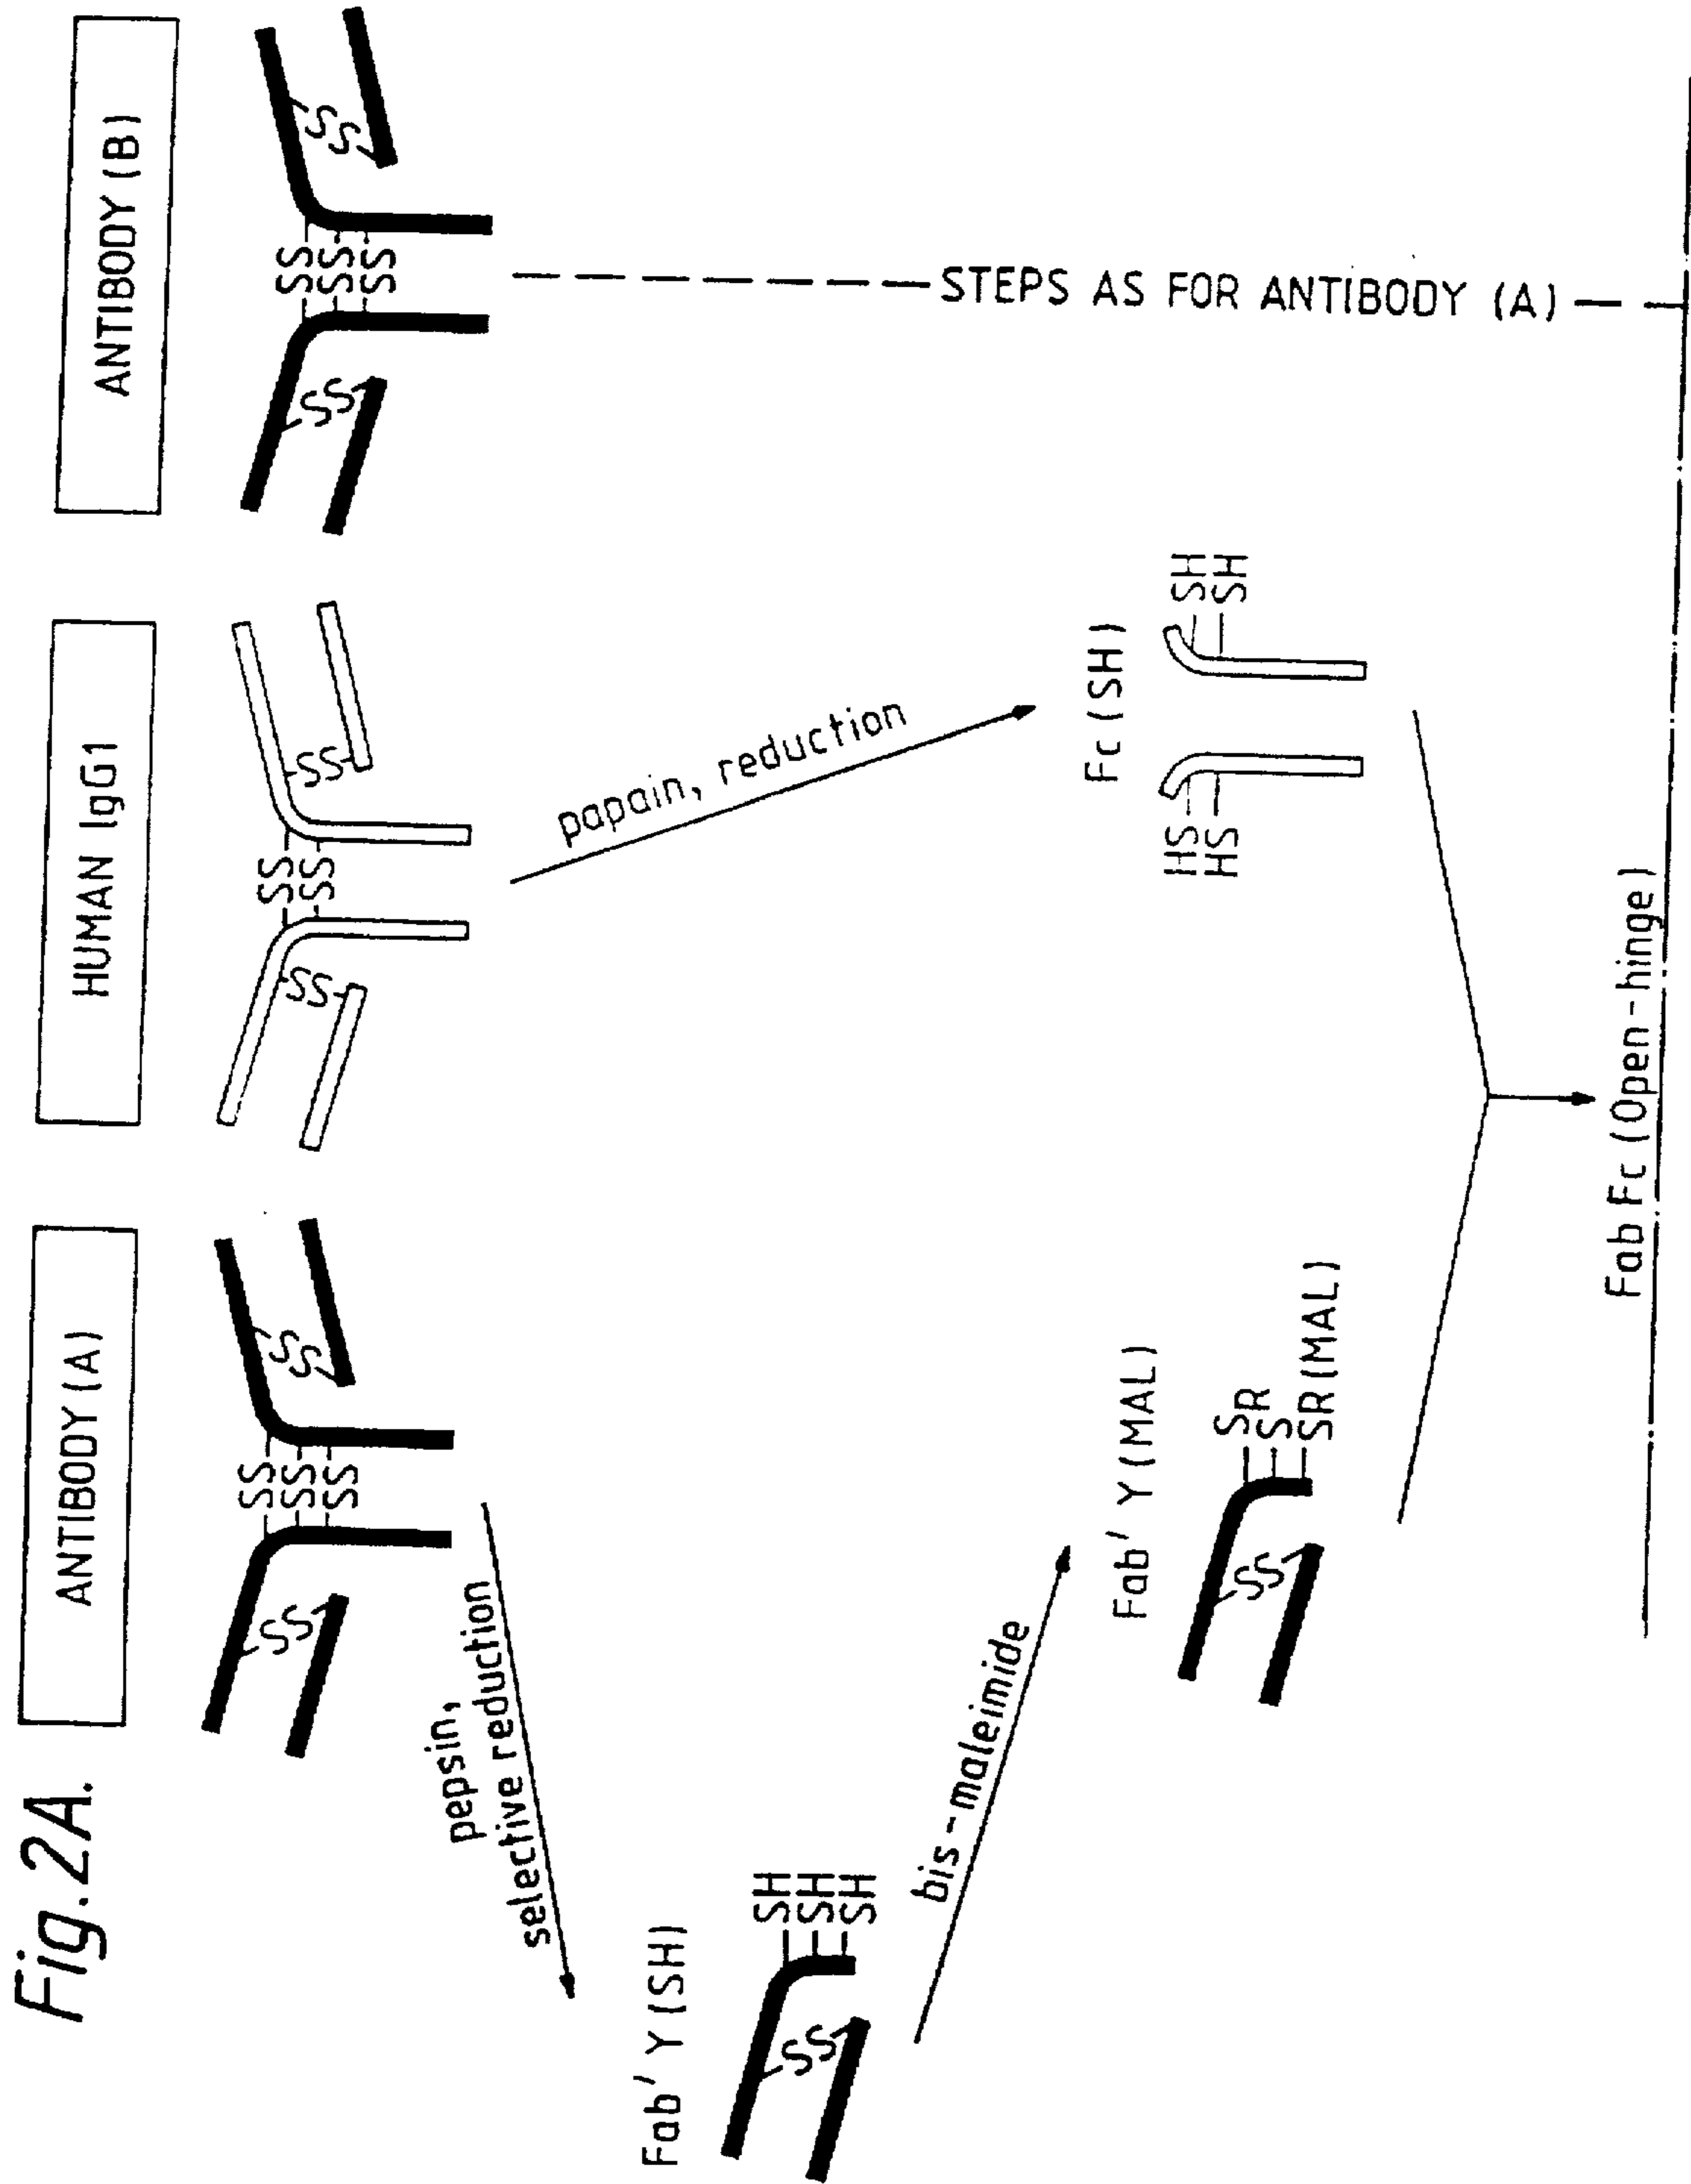 Fig.2A.
ANTIBODY (A)
HUMAN IgG1
ANTIBODY (B)
SS
SS
SS
SS
SS
SS
SS
SS
SS
SS
SS
SS
SS
SS
pepsin,
selective reduction
papain, reduction
STEPS AS FOR ANTIBODY (A)
Fab' Y (SH)
SS
SH
SH
SH
bis-maleimide
Fab' Y (MAL)
SS
SR
S
SR (MAL)
Fc (SH)
HS
HS
SH
SH
Fab Fc (Open-hinge)